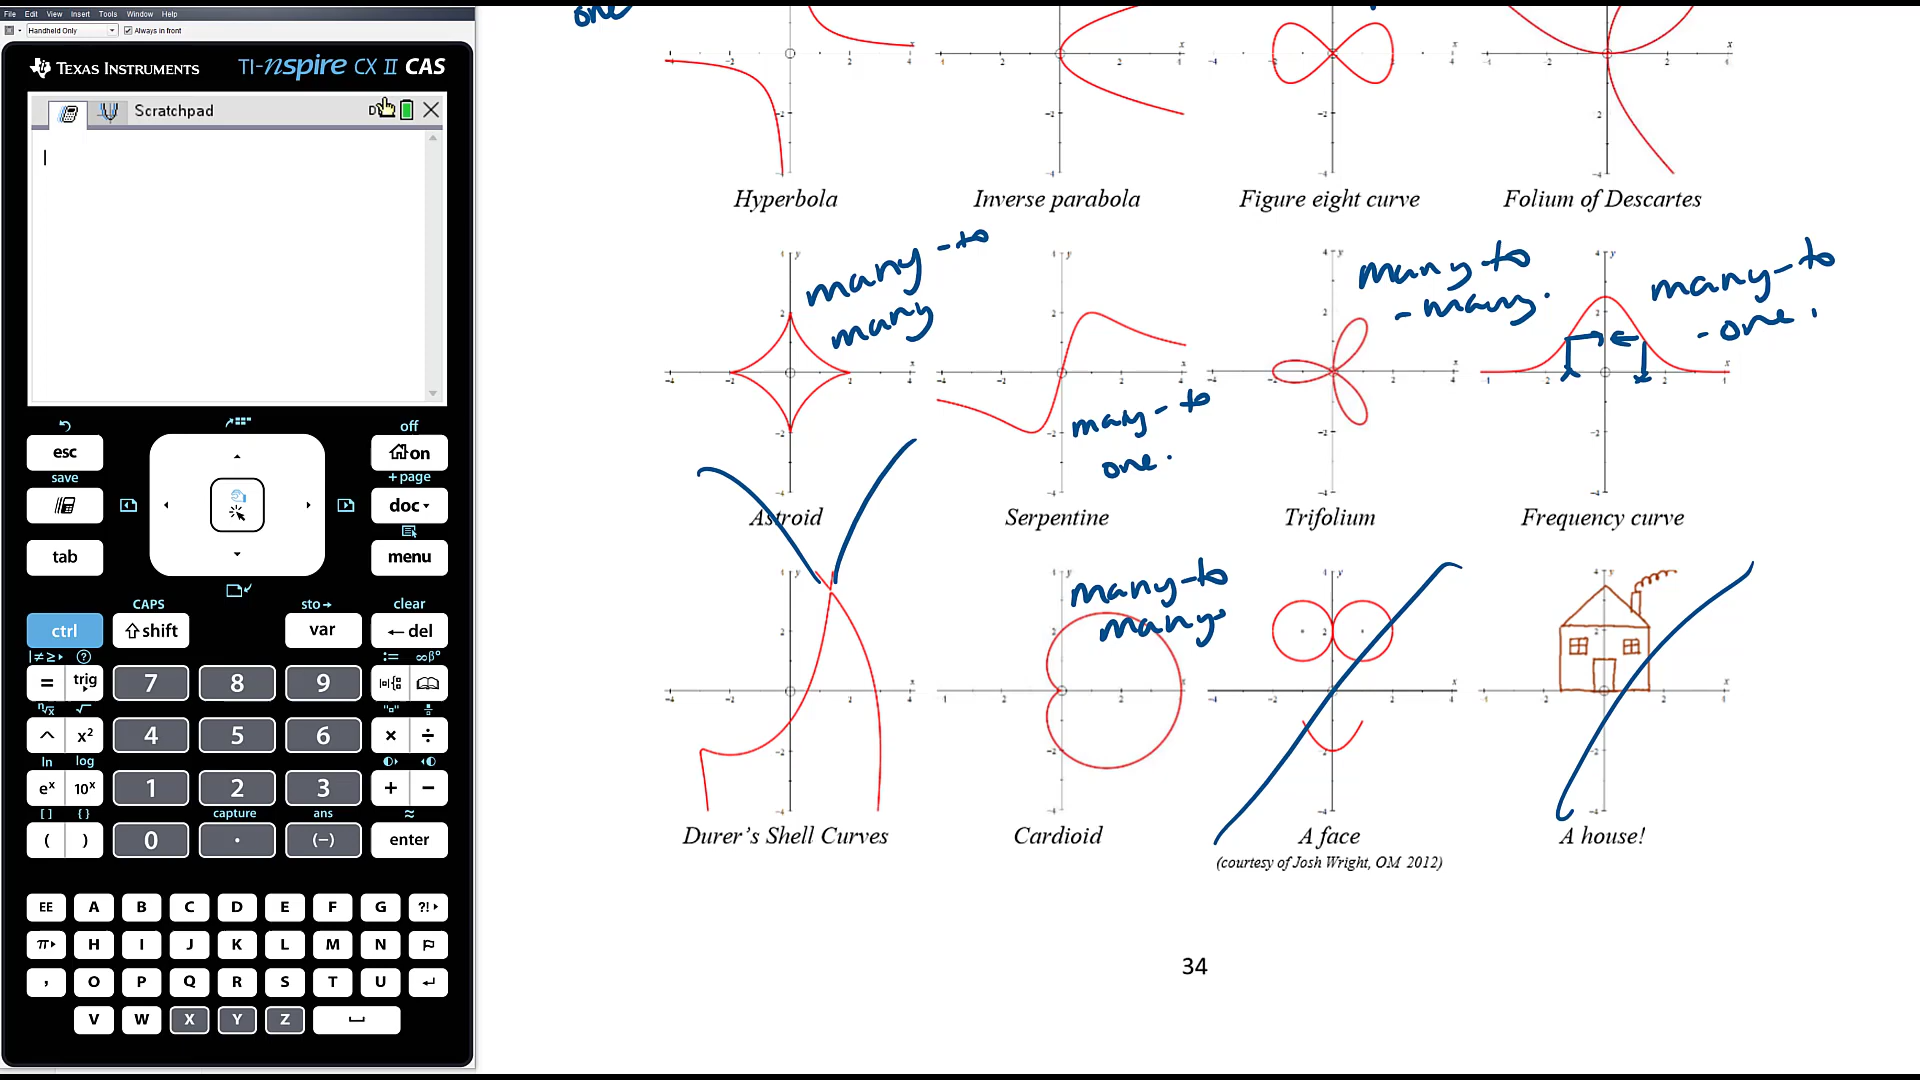 File Edit View Insert Tools Window Help
Handheld Only Always in front
TEXAS INSTRUMENTS TI-nspire CX II CAS
Scratchpad
off
esc on
save + page
doc
tab menu
CAPS sto→ clear
ctrl ⇧shift var ←del
|≠≥▸ ? := ∞β°
= trig 7 8 9
ⁿ√x √
^ x² 4 5 6 × ÷
ln log
eˣ 10ˣ 1 2 3 + −
[ ] { } capture ans ≈
( ) 0 . (−) enter
EE A B C D E F G ?!▸
π▸ H I J K L M N
, O P Q R S T U ↵
V W X Y Z
one
Hyperbola Inverse parabola Figure eight curve Folium of Descartes
many-to
many
many-to
one.
many to
-many.
many-to
-one.
Astroid Serpentine Trifolium Frequency curve
many-to
many
Durer's Shell Curves Cardioid A face A house!
(courtesy of Josh Wright, OM 2012)
34